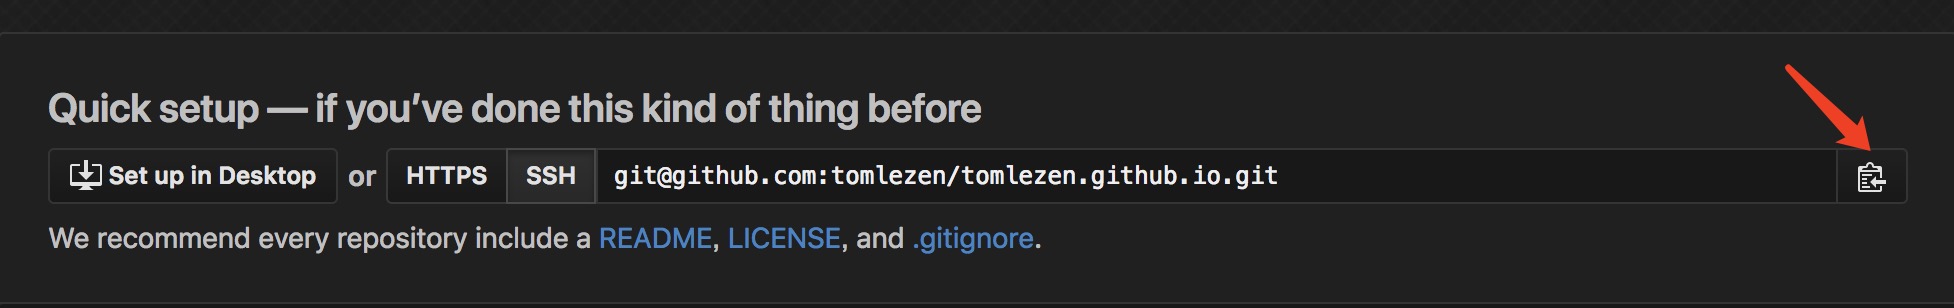 Quick setup — if you’ve done this kind of thing before
Set up in Desktop or HTTPS SSH git@github.com:tomlezen/tomlezen.github.io.git
We recommend every repository include a README, LICENSE, and .gitignore.